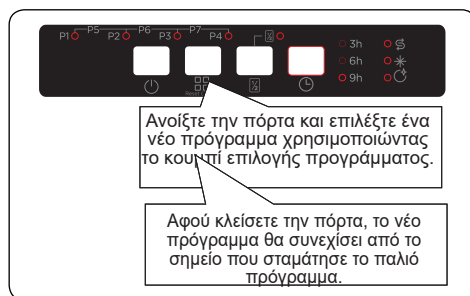 P5 P6 P7
P1 P2 P3 P4 ½
3h
6h
9h
Reset
Ανοίξτε την πόρτα και επιλέξτε ένα
νέο πρόγραμμα χρησιμοποιώντας
το κουμπί επιλογής προγράμματος.
Αφού κλείσετε την πόρτα, το νέο
πρόγραμμα θα συνεχίσει από το
σημείο που σταμάτησε το παλιό
πρόγραμμα.